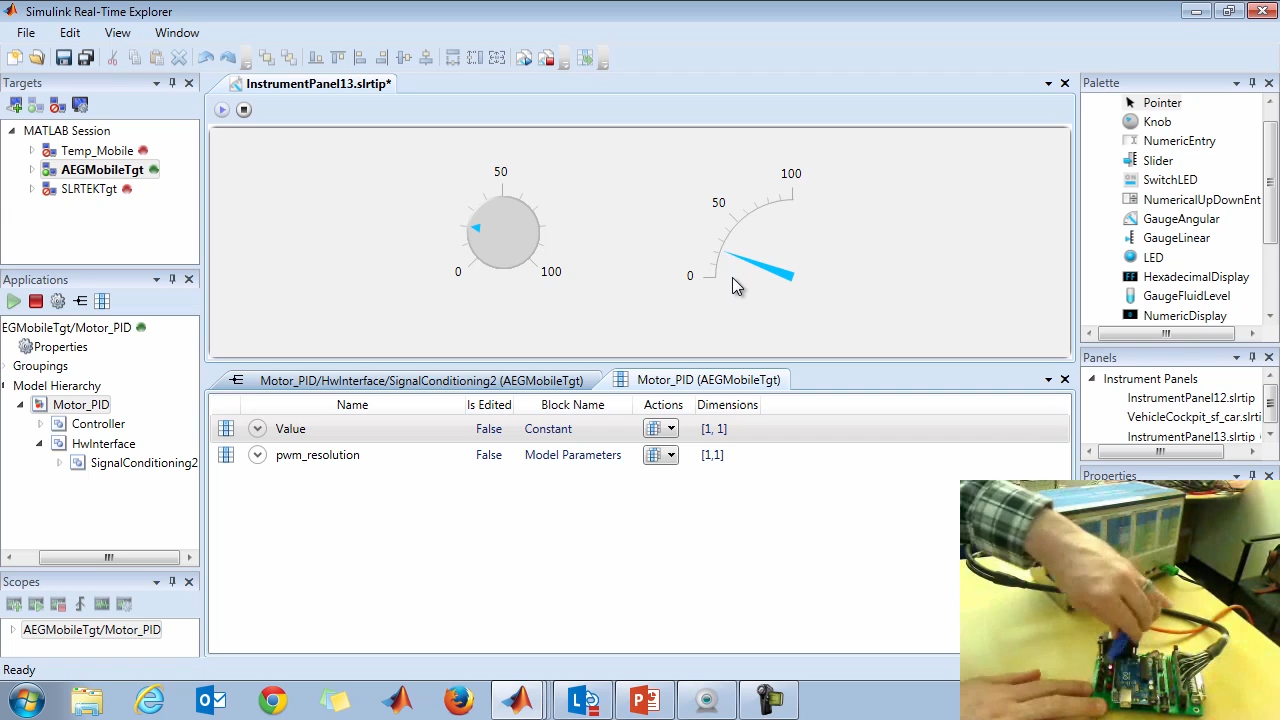 Simulink Real-Time Explorer
File Edit View Window
Targets
MATLAB Session
Temp_Mobile
AEGMobileTgt
SLRTEKTgt
Applications
EGMobileTgt/Motor_PID
Properties
Groupings
Model Hierarchy
Motor_PID
Controller
HwInterface
SignalConditioning2
Scopes
AEGMobileTgt/Motor_PID
Ready
InstrumentPanel13.slrtip*
50
0
100
100
50
0
Motor_PID/HwInterface/SignalConditioning2 (AEGMobileTgt)
Motor_PID (AEGMobileTgt)
Name Is Edited Block Name Actions Dimensions
Value False Constant [1, 1]
pwm_resolution False Model Parameters [1,1]
Palette
Pointer
Knob
NumericEntry
Slider
SwitchLED
NumericalUpDownEnt
GaugeAngular
GaugeLinear
LED
HexadecimalDisplay
GaugeFluidLevel
NumericDisplay
Panels
Instrument Panels
InstrumentPanel12.slrtip
VehicleCockpit_sf_car.slrti
InstrumentPanel13.slrtip
Properties